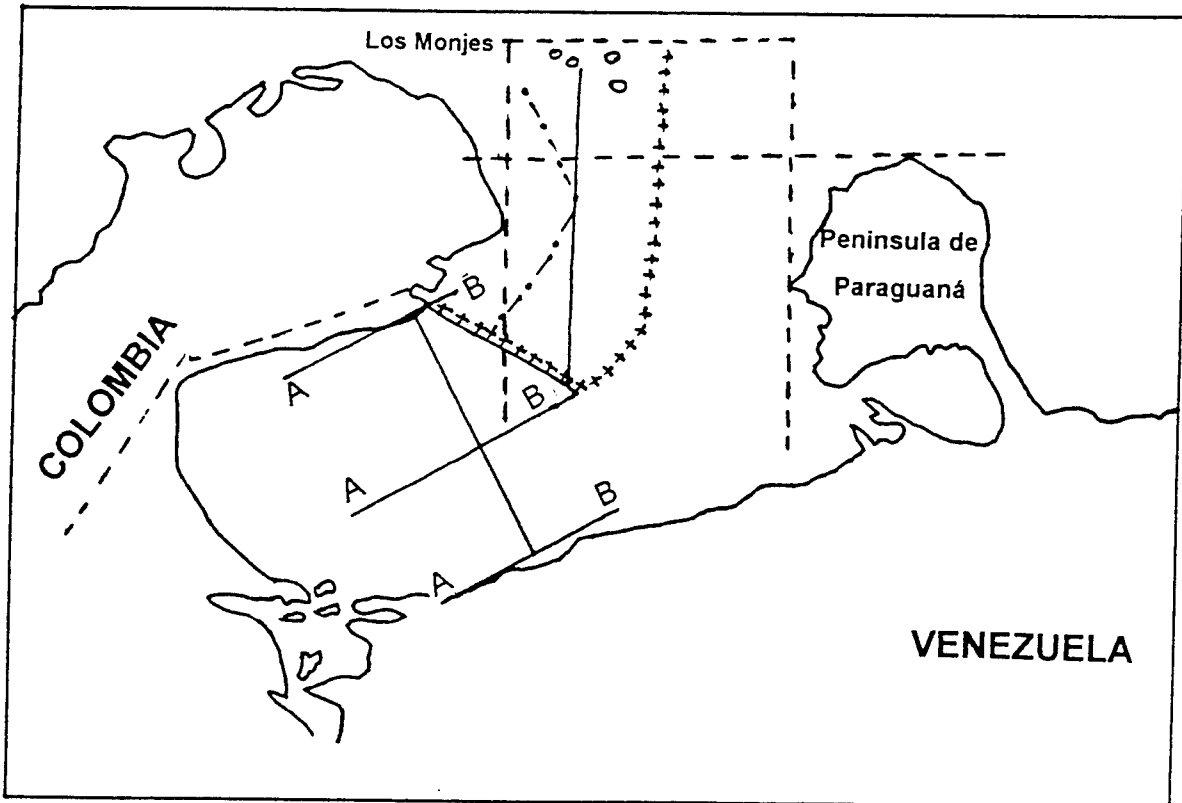 Los Monjes
Peninsula de
Paraguaná
COLOMBIA
B
A
B
A
B
A
VENEZUELA